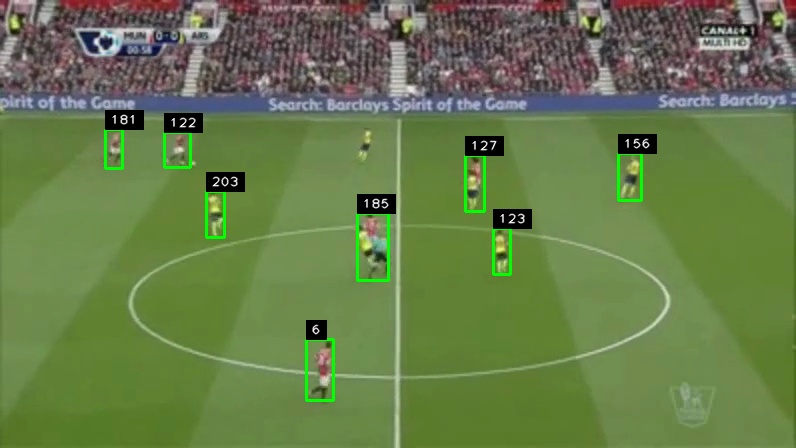 MUN 0-0 ARS
00:58
CANAL+ 1
MULTI HD
pirit of the Game
Search: Barclays Spirit of the Game
Search: Barclays S
181
122
127
156
203
185
123
6